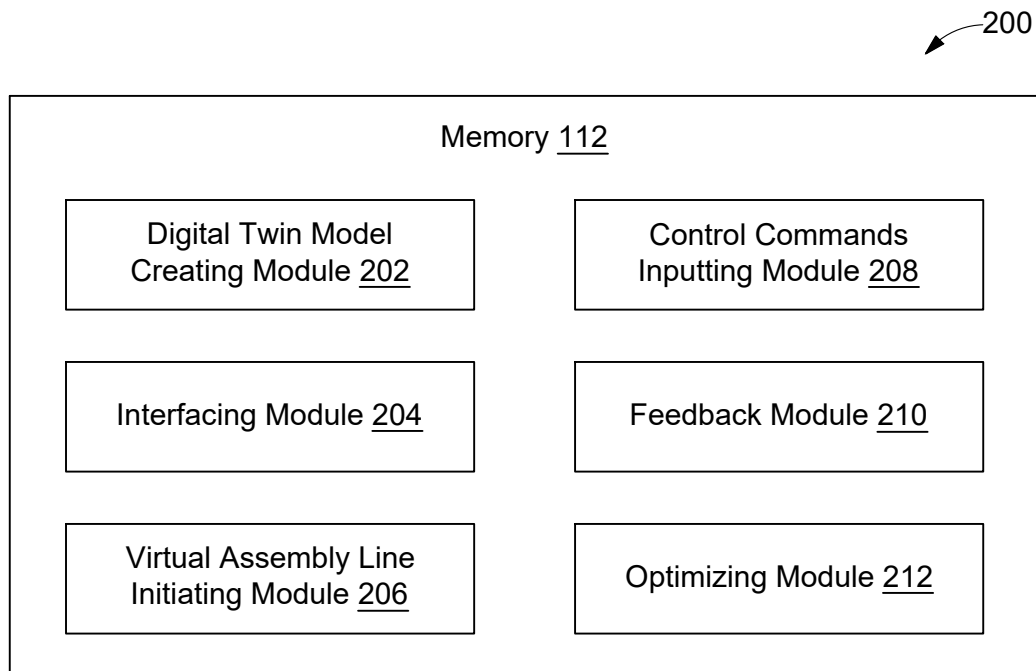 200
Memory 112
Digital Twin Model
Creating Module 202
Control Commands
Inputting Module 208
Interfacing Module 204
Feedback Module 210
Virtual Assembly Line
Initiating Module 206
Optimizing Module 212